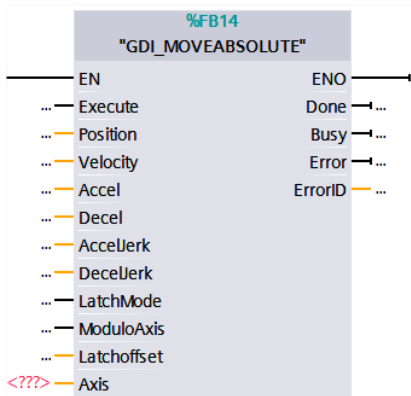 %FB14
"GDI_MOVEABSOLUTE"
EN ENO
... Execute Done ...
... Position Busy ...
... Velocity Error ...
... Accel ErrorID ...
... Decel
... AccelJerk
... DecelJerk
... LatchMode
... ModuloAxis
... Latchoffset
<???> Axis